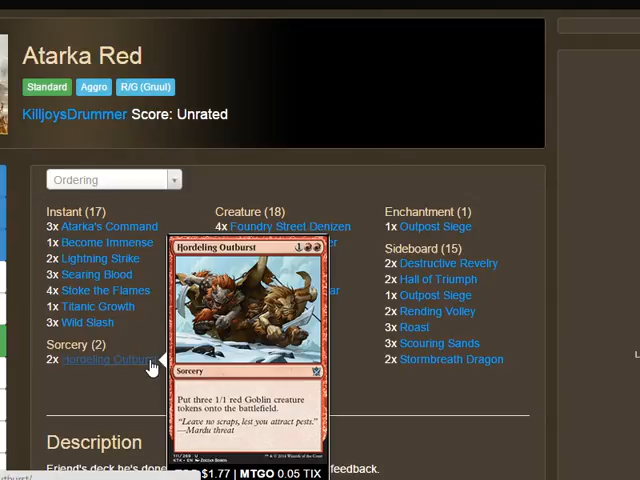 Atarka Red
Standard Aggro R/G (Gruul)
KilljoysDrummer Score: Unrated
Ordering
Instant (17)
3x Atarka's Command
1x Become Immense
2x Lightning Strike
3x Searing Blood
4x Stoke the Flames
1x Titanic Growth
3x Wild Slash
Sorcery (2)
2x Hordeling Outburst
Creature (18)
4x Foundry Street Denizen
Enchantment (1)
1x Outpost Siege
Sideboard (15)
2x Destructive Revelry
2x Hall of Triumph
1x Outpost Siege
2x Rending Volley
3x Roast
3x Scouring Sands
2x Stormbreath Dragon
Hordeling Outburst 1
Sorcery
Put three 1/1 red Goblin creature
tokens onto the battlefield.
"Leave no scraps, lest you attract pests."
—Mardu threat
$1.77 | MTGO 0.05 TIX
Description
Friend's deck he's done
feedback.